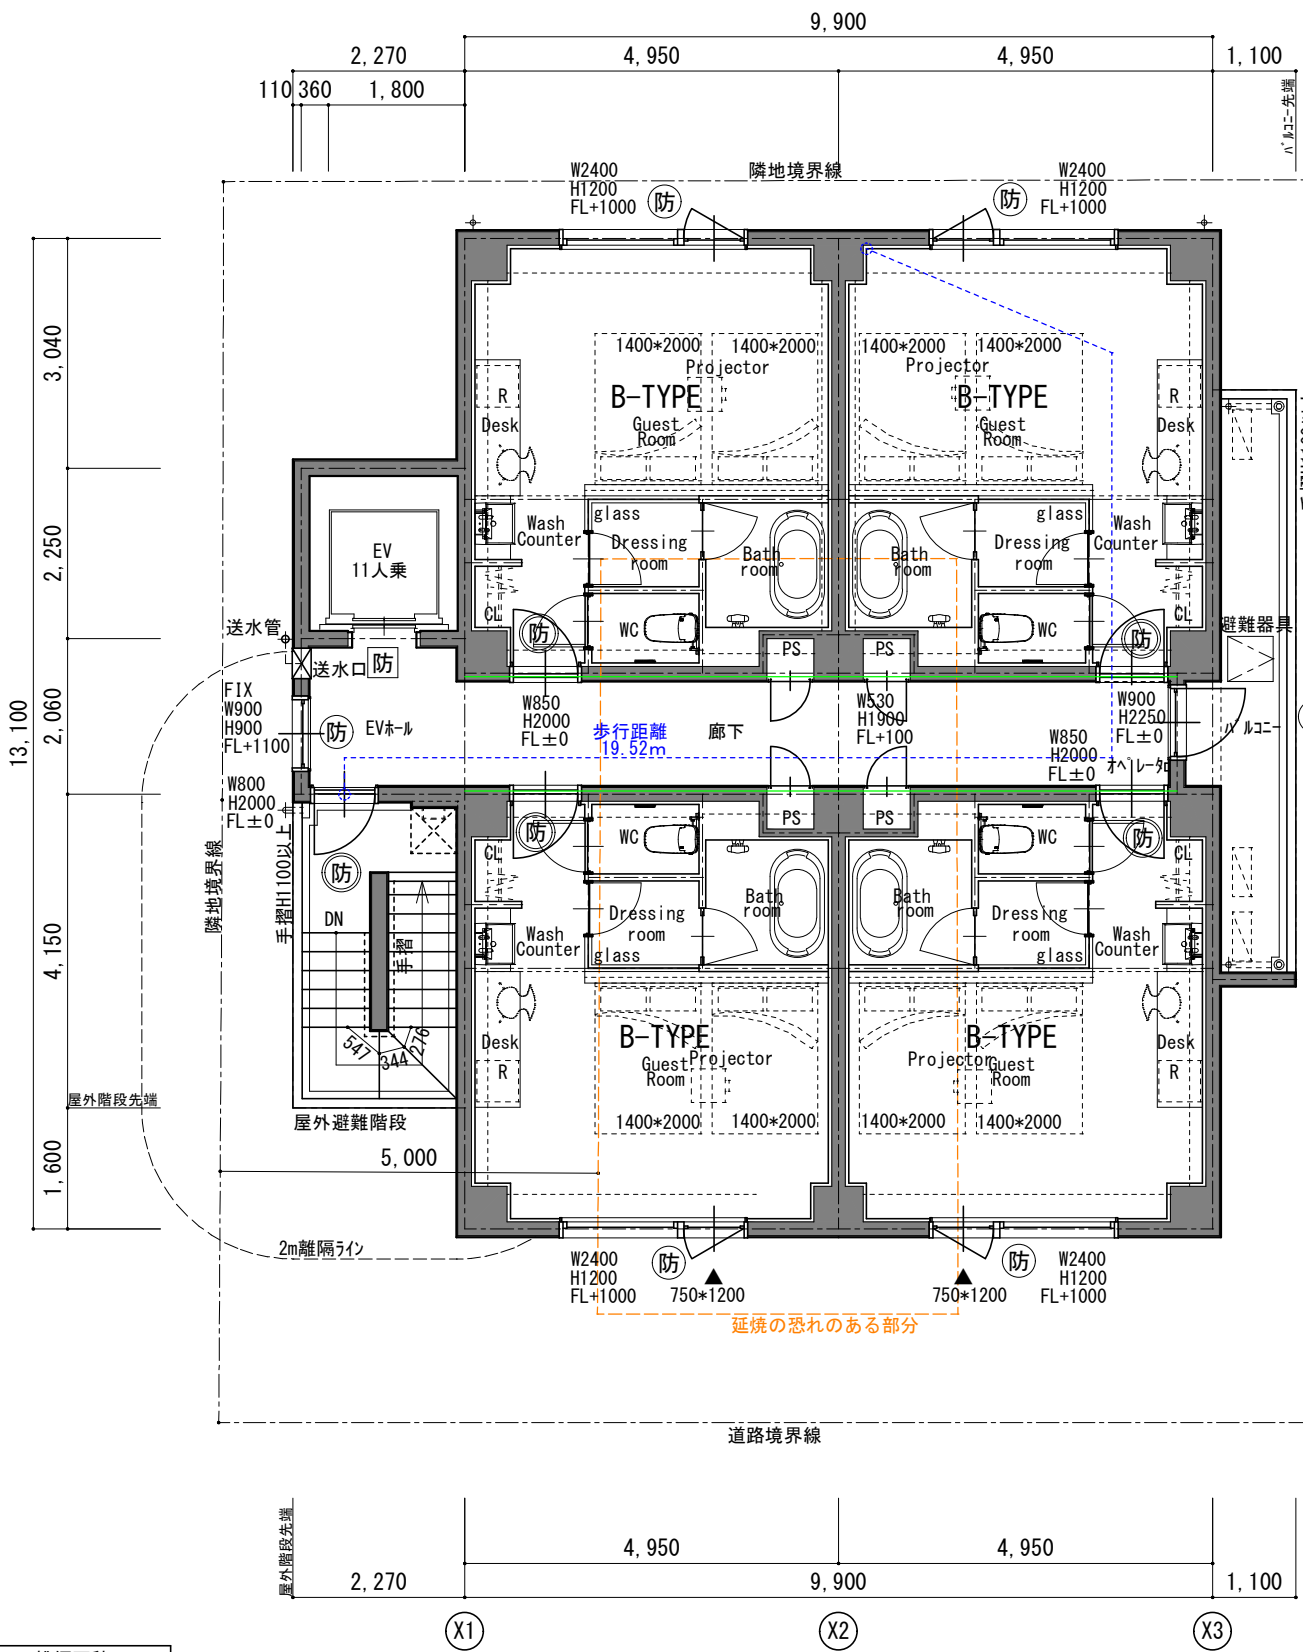 9,900
2,270
4,950
4,950
1,100
110
360
1,800
バルコニー先端
隣地境界線
W2400
H1200
FL+1000
防
防
W2400
H1200
FL+1000
13,100
3,040
2,250
2,060
4,150
1,600
1400*2000
1400*2000
Projector
B-TYPE
Guest
Room
R
Desk
1400*2000
1400*2000
Projector
B-TYPE
Guest
Room
R
Desk
glass
Wash
Counter
Dressing
room
Bath
room
CL
WC
PS
glass
Wash
Counter
Dressing
room
Bath
room
CL
WC
PS
EV
11人乗
送水管
送水口
防
防
防
避難器具
FIX
W900
H900
FL+1100
防
EVホール
W850
H2000
FL±0
歩行距離
19.52m
廊下
W530
H1900
FL+100
W850
H2000
FL±0
W900
H2250
FL±0
オペレータ
バルコニー
W800
H2000
FL±0
手摺H1100以上
隣地境界線
防
DN
手摺
547
344
276
屋外階段先端
屋外避難階段
5,000
2m離隔ライン
防
防
PS
PS
WC
WC
CL
CL
Bath
room
Bath
room
Dressing
room
glass
Dressing
room
glass
Wash
Counter
Wash
Counter
B-TYPE
Guest
Room
Projector
Desk
R
1400*2000
1400*2000
B-TYPE
Guest
Room
Projector
Desk
R
1400*2000
1400*2000
W2400
H1200
FL+1000
防
750*1200
750*1200
防
W2400
H1200
FL+1000
延焼の恐れのある部分
道路境界線
屋外階段先端
4,950
4,950
2,270
9,900
1,100
X1
X2
X3